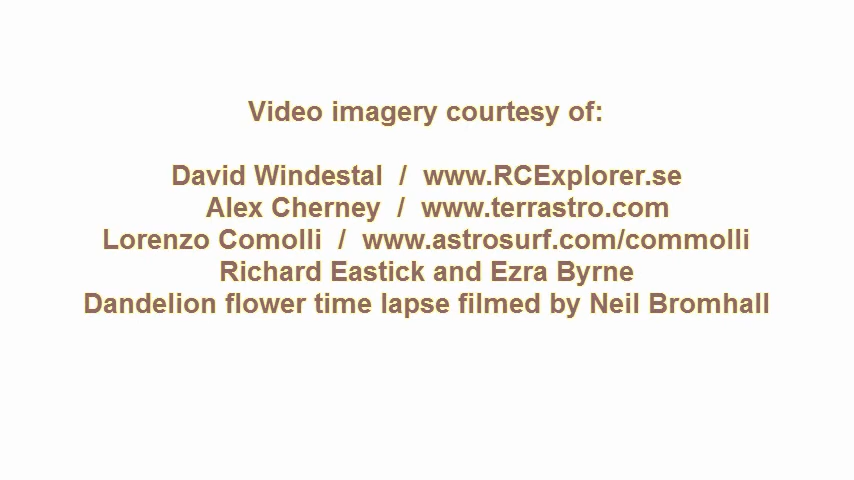 Video imagery courtesy of:
David Windestal / www.RCExplorer.se
Alex Cherney / www.terrastro.com
Lorenzo Comolli / www.astrosurf.com/commolli
Richard Eastick and Ezra Byrne
Dandelion flower time lapse filmed by Neil Bromhall